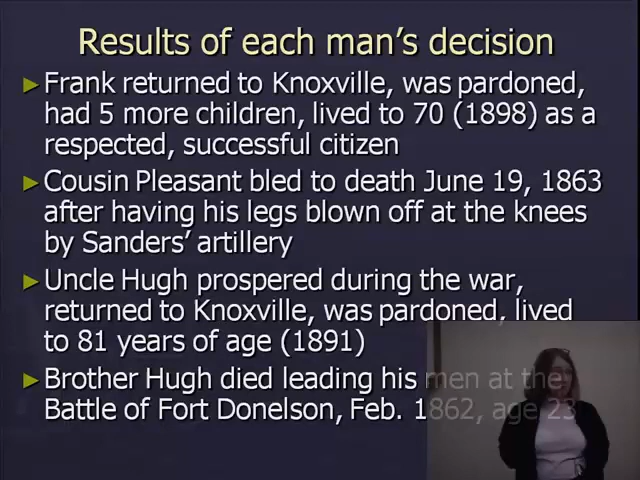 Results of each man's decision
Frank returned to Knoxville, was pardoned,
had 5 more children, lived to 70 (1898) as a
respected, successful citizen
Cousin Pleasant bled to death June 19, 1863
after having his legs blown off at the knees
by Sanders' artillery
Uncle Hugh prospered during the war,
returned to Knoxville, was pardoned, lived
to 81 years of age (1891)
Brother Hugh died leading his men at the
Battle of Fort Donelson, Feb. 1862, age 23